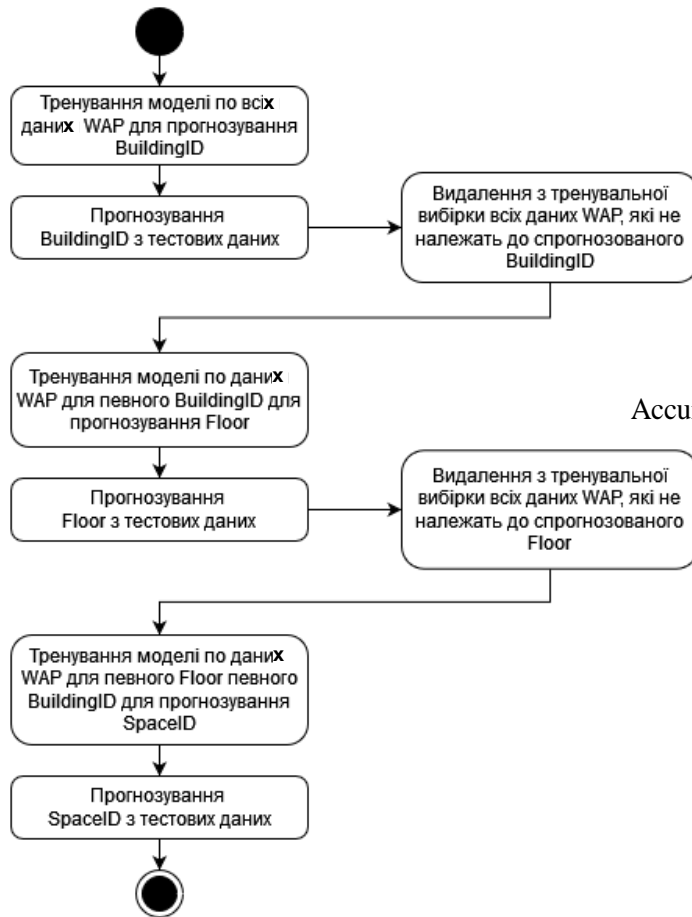 Тренування моделі по всіх
даних WAP для прогнозування
BuildingID
Прогнозування
BuildingID з тестових даних
Видалення з тренувальної
вибірки всіх даних WAP, які не
належать до спрогнозованого
BuildingID
Тренування моделі по даних
WAP для певного BuildingID для
прогнозування Floor
Прогнозування
Floor з тестових даних
Видалення з тренувальної
вибірки всіх даних WAP, які не
належать до спрогнозованого
Floor
Тренування моделі по даних
WAP для певного Floor певного
BuildingID для прогнозування
SpaceID
Прогнозування
SpaceID з тестових даних